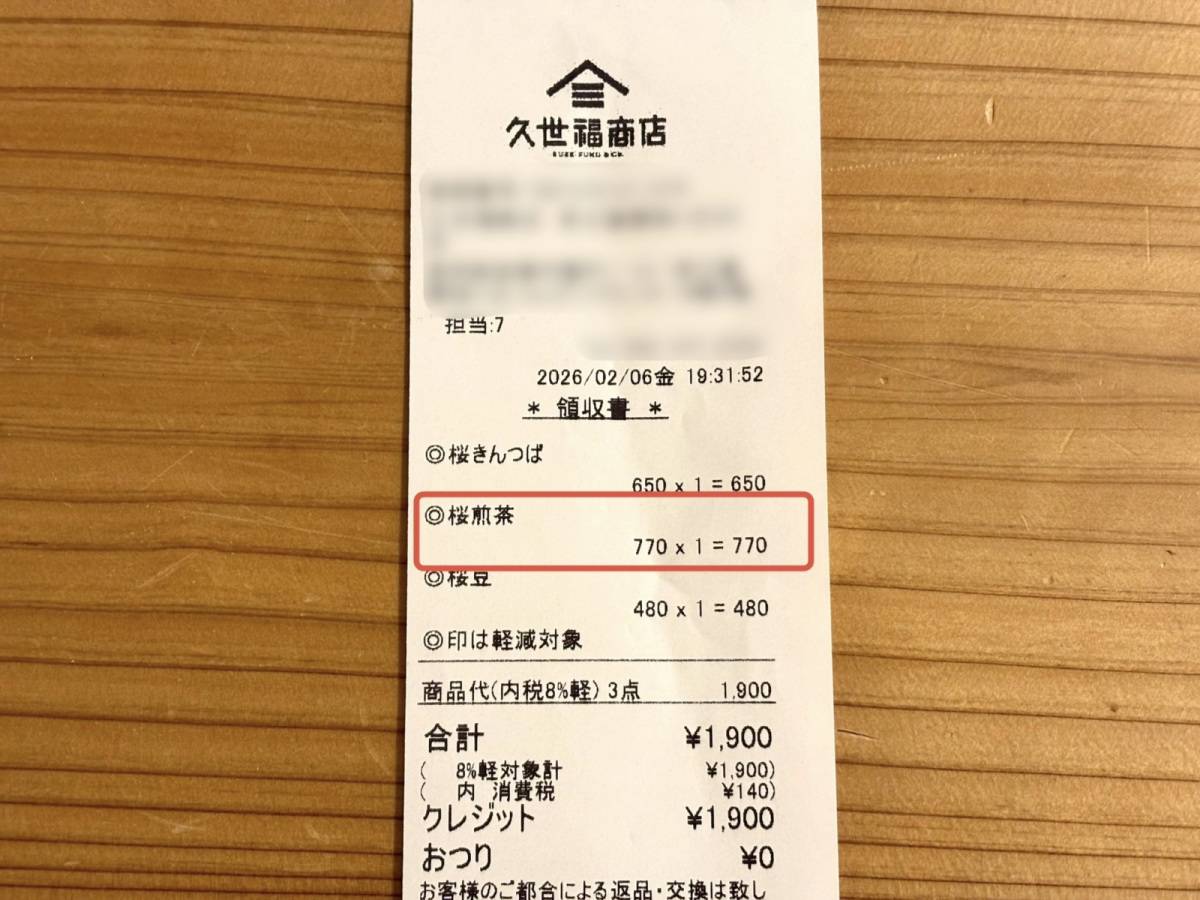 久世福商店
KUZE FUKU & CO.
担当:7
2026/02/06金 19:31:52
* 領収書 *
◎桜きんつば
650 x 1 = 650
◎桜煎茶
770 x 1 = 770
◎桜豆
480 x 1 = 480
◎印は軽減対象
商品代(内税8%軽) 3点 1,900
合計 ¥1,900
( 8%軽対象計 ¥1,900)
( 内 消費税 ¥140)
クレジット ¥1,900
おつり ¥0
お客様のご都合による返品・交換は致し